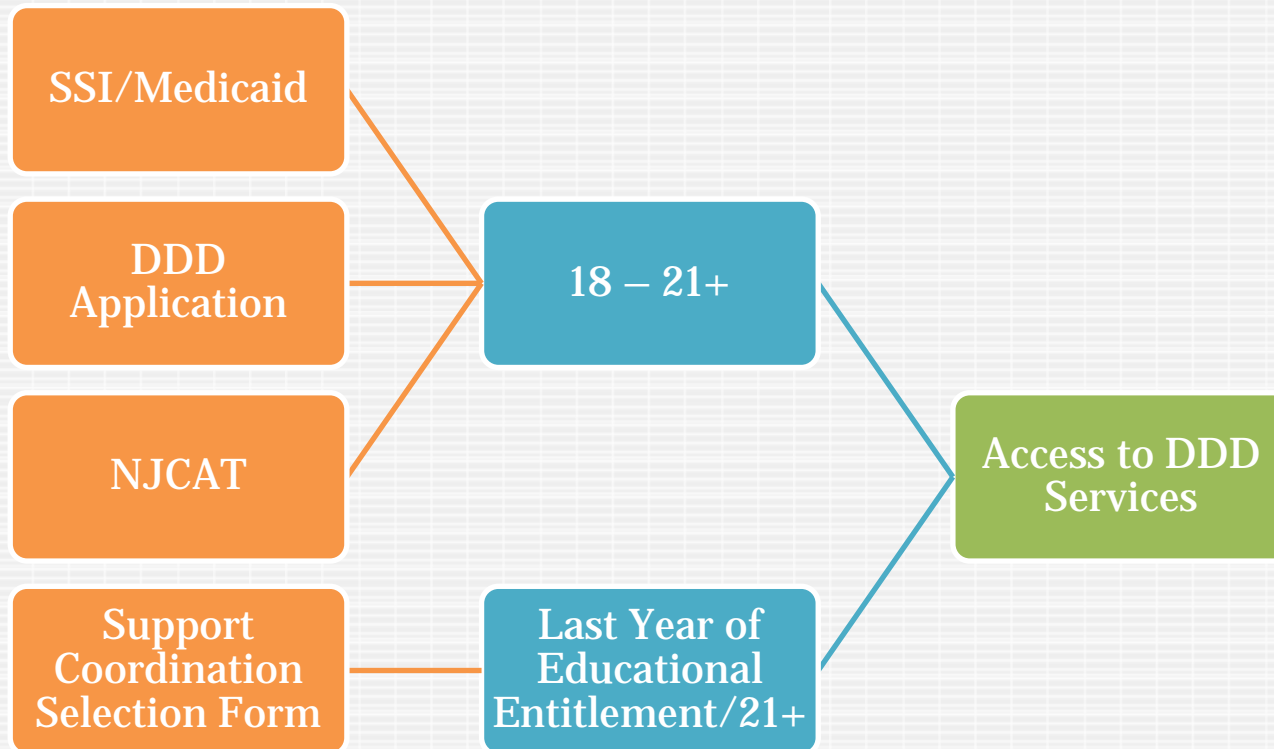 SSI/Medicaid
DDD
Application
NJCAT
Support
Coordination
Selection Form
18 – 21+
Last Year of
Educational
Entitlement/21+
Access to DDD
Services